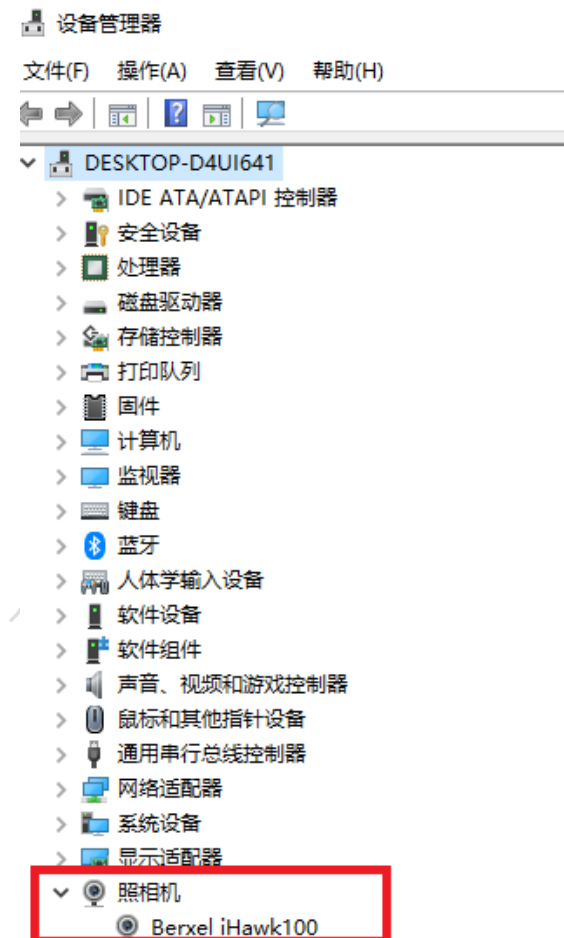 设备管理器
文件(F) 操作(A) 查看(V) 帮助(H)
DESKTOP-D4UI641
IDE ATA/ATAPI 控制器
安全设备
处理器
磁盘驱动器
存储控制器
打印队列
固件
计算机
监视器
键盘
蓝牙
人体学输入设备
软件设备
软件组件
声音、视频和游戏控制器
鼠标和其他指针设备
通用串行总线控制器
网络适配器
系统设备
显示适配器
照相机
Berxel iHawk100